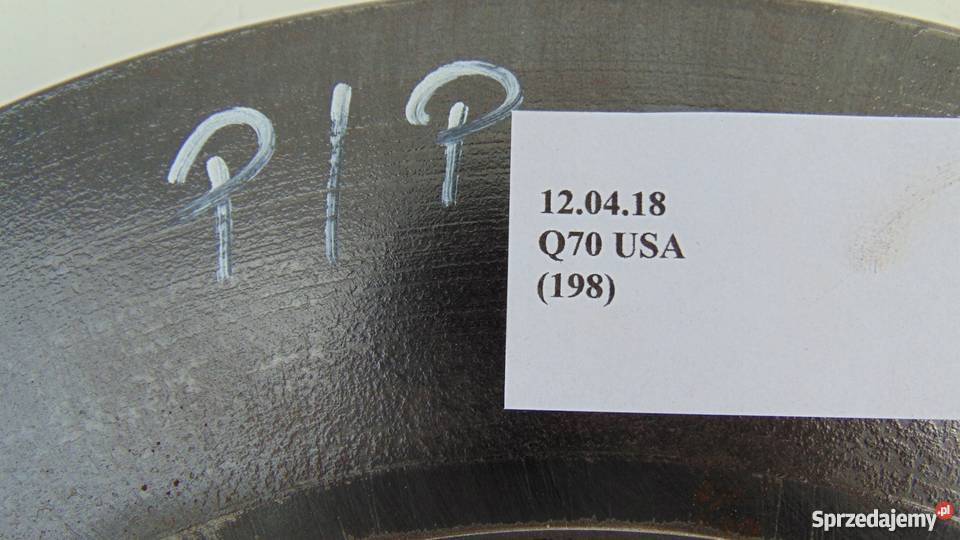 P/P
12.04.18
Q70 USA
(198)
Sprzedajemy.pl